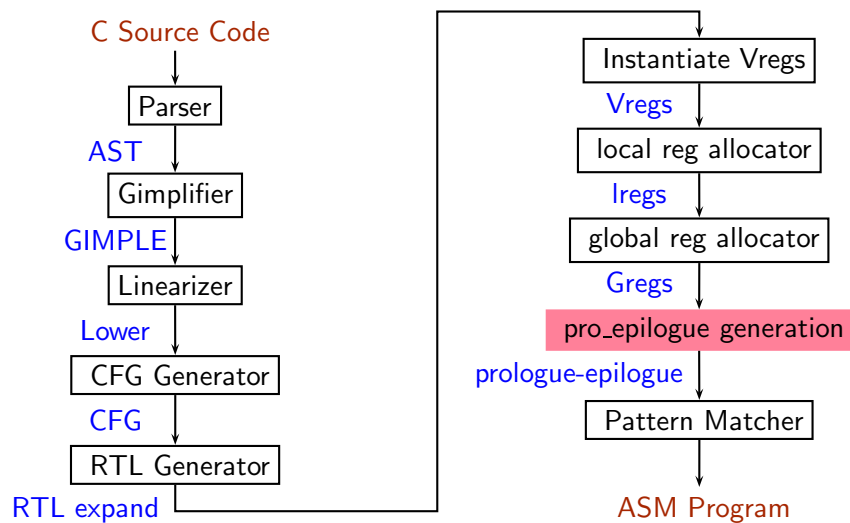 C Source Code
Parser
AST
Gimplifier
GIMPLE
Linearizer
Lower
CFG Generator
CFG
RTL Generator
RTL expand
Instantiate Vregs
Vregs
local reg allocator
lregs
global reg allocator
Gregs
pro_epilogue generation
prologue-epilogue
Pattern Matcher
ASM Program